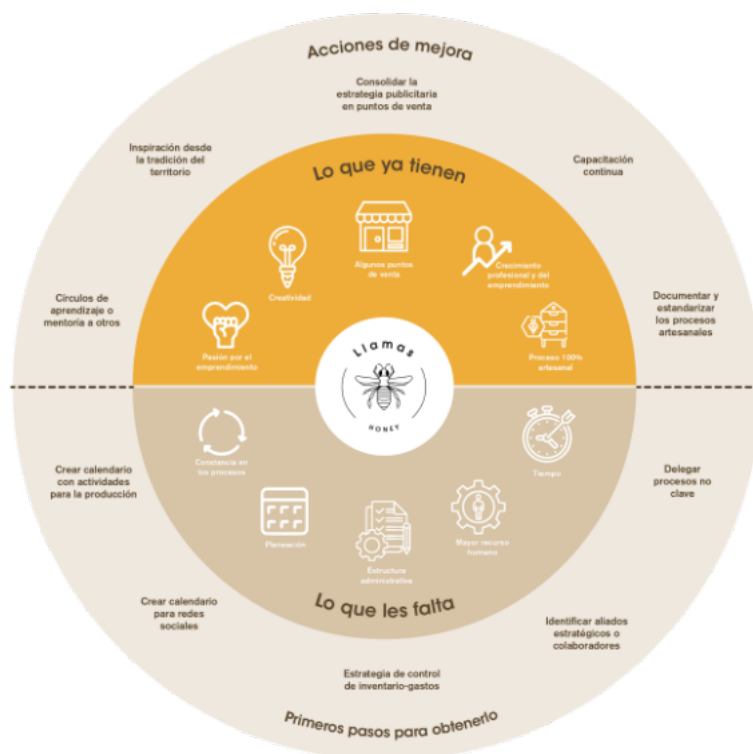 Acciones de mejora
Consolidar la
estrategia publicitaria
en puntos de venta
Inspiración desde
la tradición del
territorio
Capacitación
continua
Círculos de
aprendizaje o
mentoría a otros
Documentar y
estandarizar
los procesos
artesanales
Lo que ya tienen
Algunos puntos
de venta
Creatividad
Crecimiento
profesional y del
emprendimiento
Pasión por el
emprendimiento
Proceso 100%
artesanal
Llamas
HONEY
Constancia en
los procesos
Tiempo
Planeación
Mayor recurso
humano
Estructura
administrativa
Lo que les falta
Crear calendario
con actividades
para la producción
Delegar
procesos no
clave
Crear calendario
para redes
sociales
Identificar aliados
estratégicos o
colaboradores
Estrategia de control
de inventario-gastos
Primeros pasos para obtenerlo